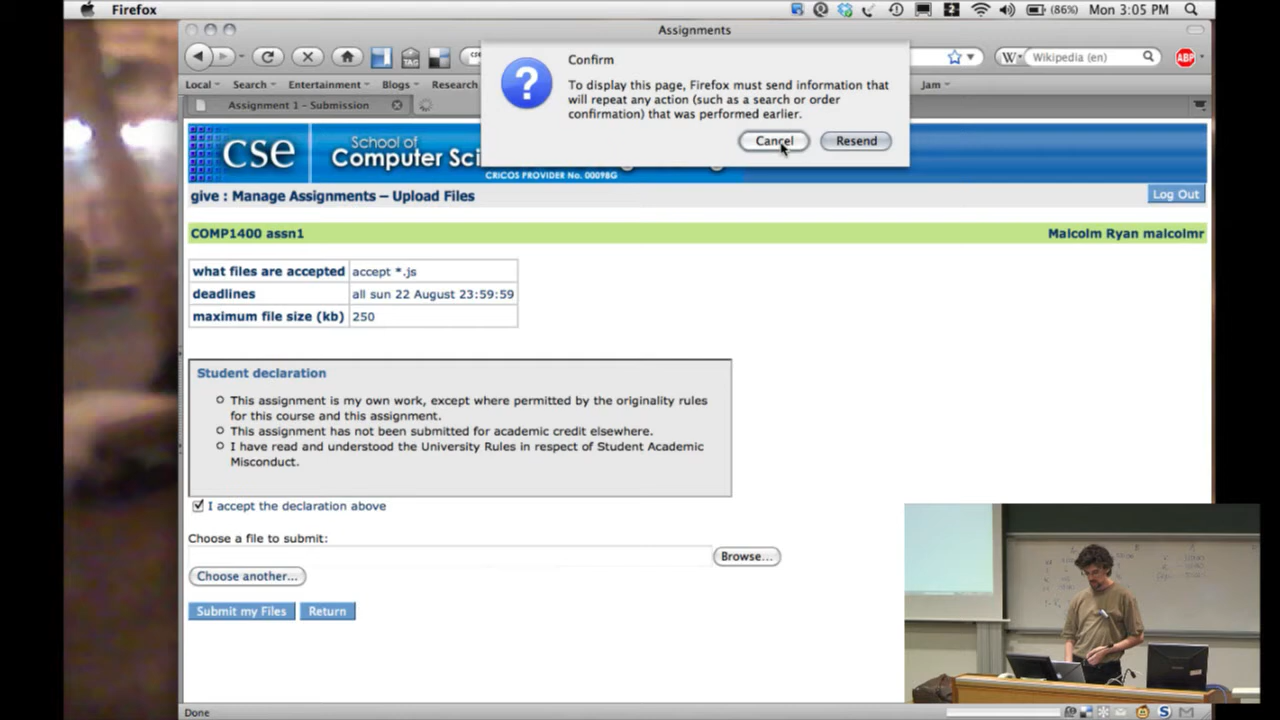 Firefox
(86%) Mon 3:05 PM
Assignments
Confirm
To display this page, Firefox must send information that
will repeat any action (such as a search or order
confirmation) that was performed earlier.
Cancel
Resend
TAG
W
Wikipedia (en)
ABP
Local
Search
Entertainment
Blogs
Research
Jam
Assignment 1 - Submission
cse
School of
Computer Sci
CRICOS PROVIDER No. 00098G
give : Manage Assignments – Upload Files
Log Out
COMP1400 assn1
Malcolm Ryan malcolmr
what files are accepted accept *.js
deadlines all sun 22 August 23:59:59
maximum file size (kb) 250
Student declaration
This assignment is my own work, except where permitted by the originality rules
for this course and this assignment.
This assignment has not been submitted for academic credit elsewhere.
I have read and understood the University Rules in respect of Student Academic
Misconduct.
I accept the declaration above
Choose a file to submit:
Browse...
Choose another...
Submit my Files
Return
Done